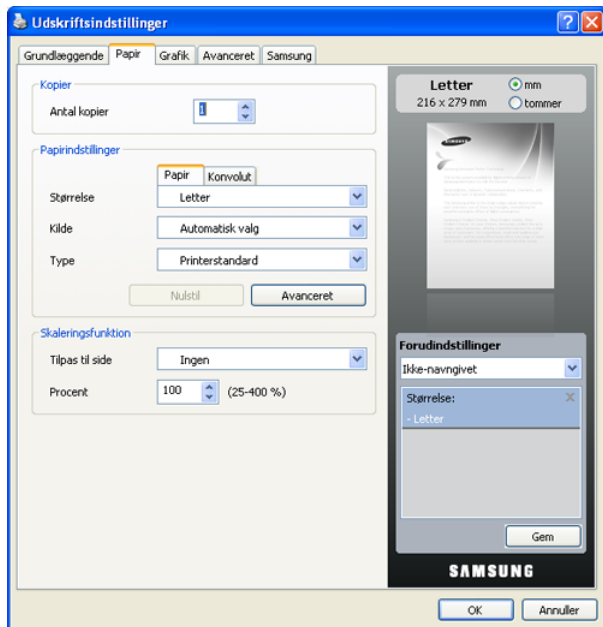 Udskriftsindstillinger
Grundlæggende Papir Grafik Avanceret Samsung
Kopier
Antal kopier 1
Papirindstillinger
Papir Konvolut
Størrelse Letter
Kilde Automatisk valg
Type Printerstandard
Nulstil Avanceret
Skaleringsfunktion
Tilpas til side Ingen
Procent 100 (25-400 %)
Letter mm
216 x 279 mm tommer
SAMSUNG
Forudindstillinger
Ikke-navngivet
Størrelse: X
- Letter
Gem
SAMSUNG
OK Annuller